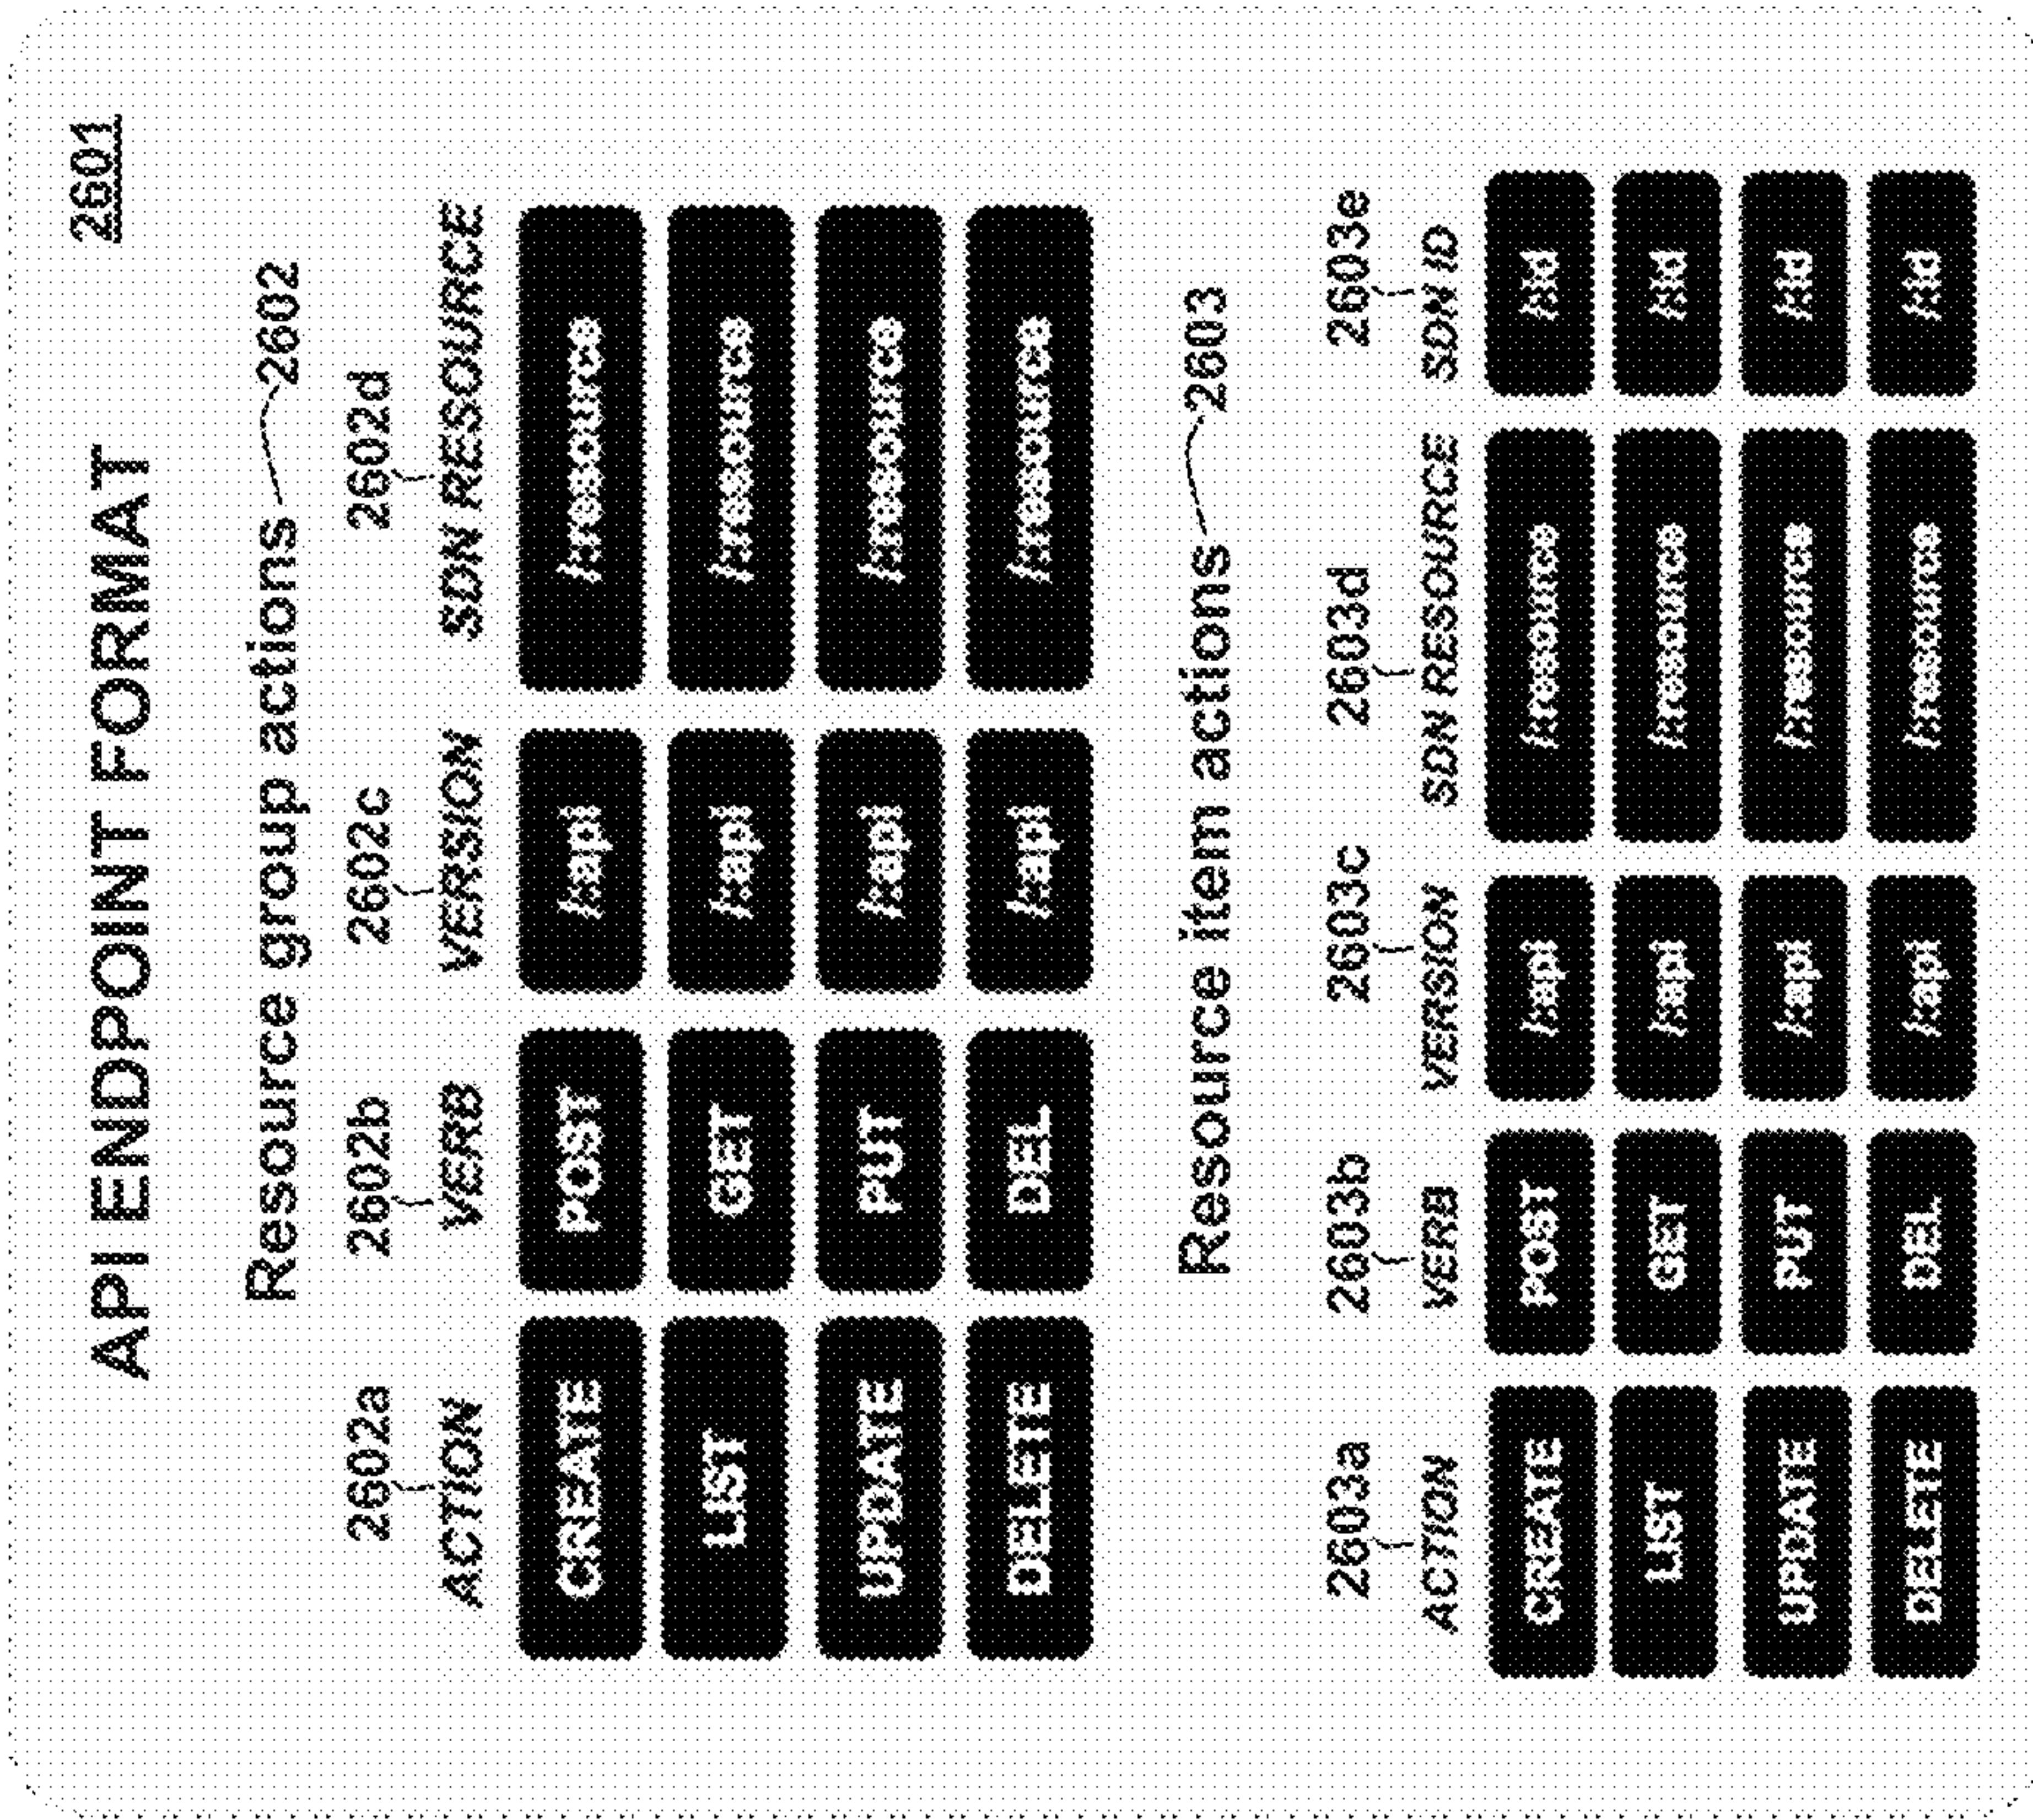 API ENDPOINT FORMAT 2601
Resource group actions 2602
2602a 2602b 2602c 2602d
ACTION VERB VERSION SDN RESOURCE
CREATE POST /:api /:resource
LIST GET /:api /:resource
UPDATE PUT /:api /:resource
DELETE DEL /:api /:resource
Resource item actions 2603
2603a 2603b 2603c 2603d 2603e
ACTION VERB VERSION SDN RESOURCE SDN ID
CREATE POST /:api /:resource /:id
LIST GET /:api /:resource /:id
UPDATE PUT /:api /:resource /:id
DELETE DEL /:api /:resource /:id